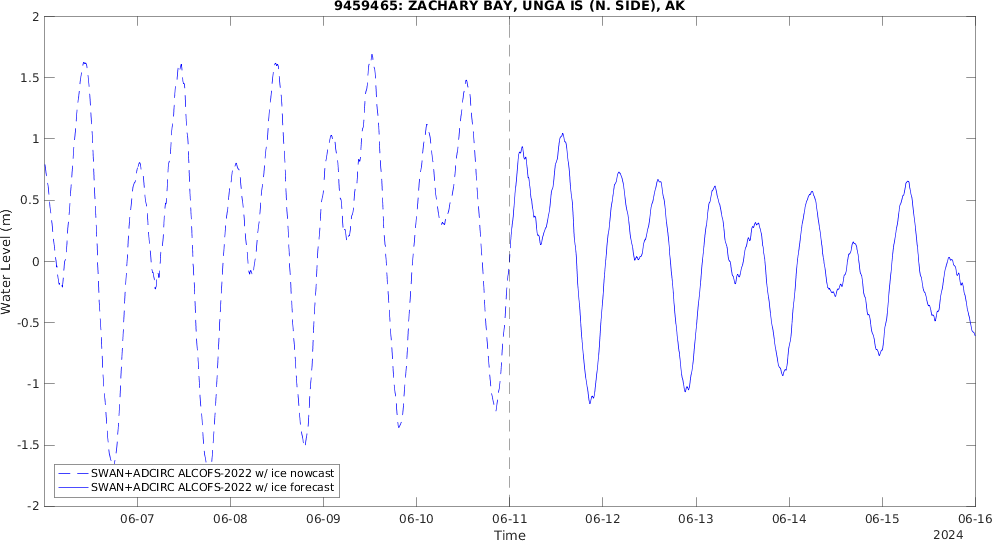 9459465: ZACHARY BAY, UNGA IS (N. SIDE), AK
2
1.5
1
0.5
0
-0.5
-1
-1.5
-2
Water Level (m)
SWAN+ADCIRC ALCOFS-2022 w/ ice nowcast
SWAN+ADCIRC ALCOFS-2022 w/ ice forecast
06-07 06-08 06-09 06-10 06-11 06-12 06-13 06-14 06-15 06-16
Time
2024